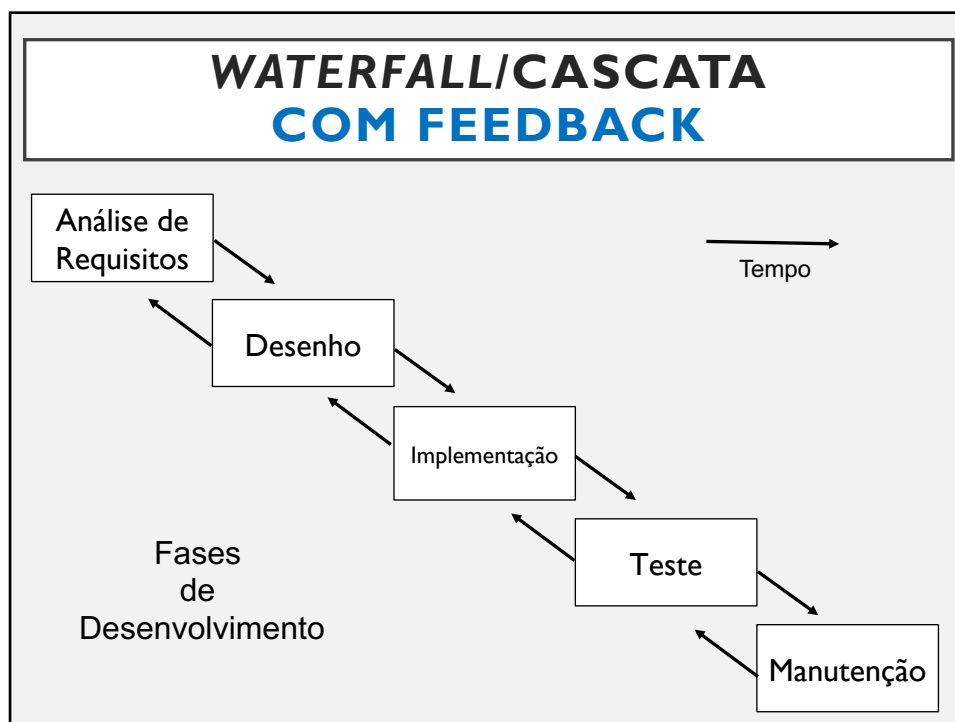 WATERFALL/CASCATA
COM FEEDBACK
Análise de
Requisitos
Tempo
Desenho
Implementação
Teste
Fases
de
Desenvolvimento
Manutenção